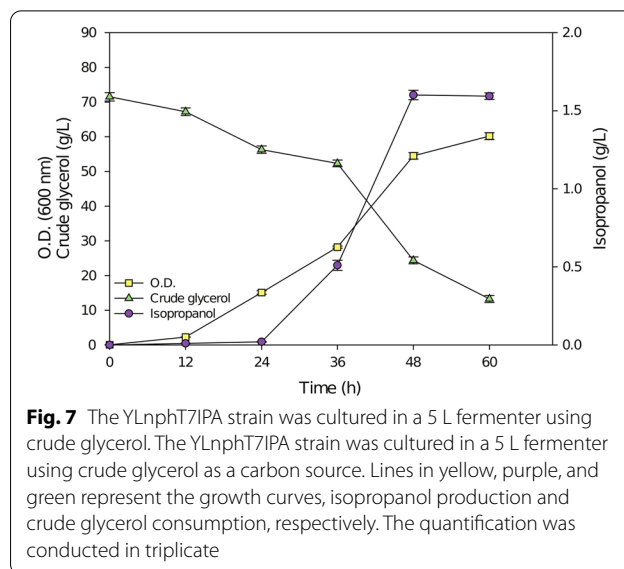 90
80
70
60
50
40
30
20
10
0
O.D. (600 nm)
Crude glycerol (g/L)
2.0
1.5
1.0
0.5
0.0
Isopropanol (g/L)
O.D.
Crude glycerol
Isopropanol
0 12 24 36 48 60
Time (h)
Fig. 7 The YLnphT7IPA strain was cultured in a 5 L fermenter using
crude glycerol. The YLnphT7IPA strain was cultured in a 5 L fermenter
using crude glycerol as a carbon source. Lines in yellow, purple, and
green represent the growth curves, isopropanol production and
crude glycerol consumption, respectively. The quantification was
conducted in triplicate